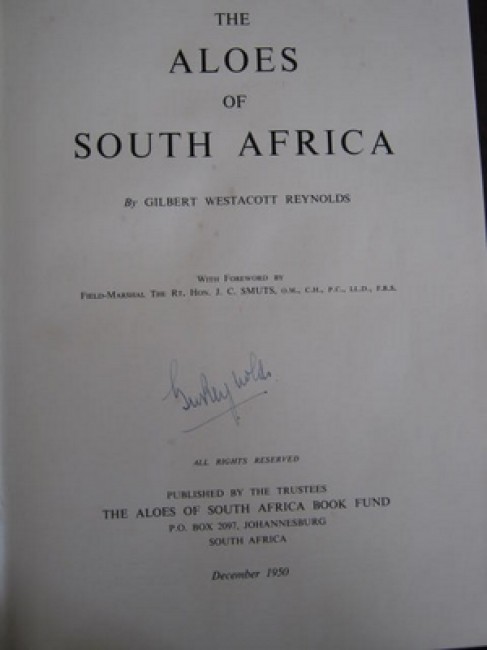 THE
ALOES
OF
SOUTH AFRICA
By GILBERT WESTACOTT REYNOLDS
WITH FOREWORD BY
FIELD-MARSHAL THE RT. HON. J. C. SMUTS, O.M., C.H., P.C., LL.D., F.R.S.
GWReynolds.
ALL RIGHTS RESERVED
PUBLISHED BY THE TRUSTEES
THE ALOES OF SOUTH AFRICA BOOK FUND
P.O. BOX 2097, JOHANNESBURG
SOUTH AFRICA
December 1950